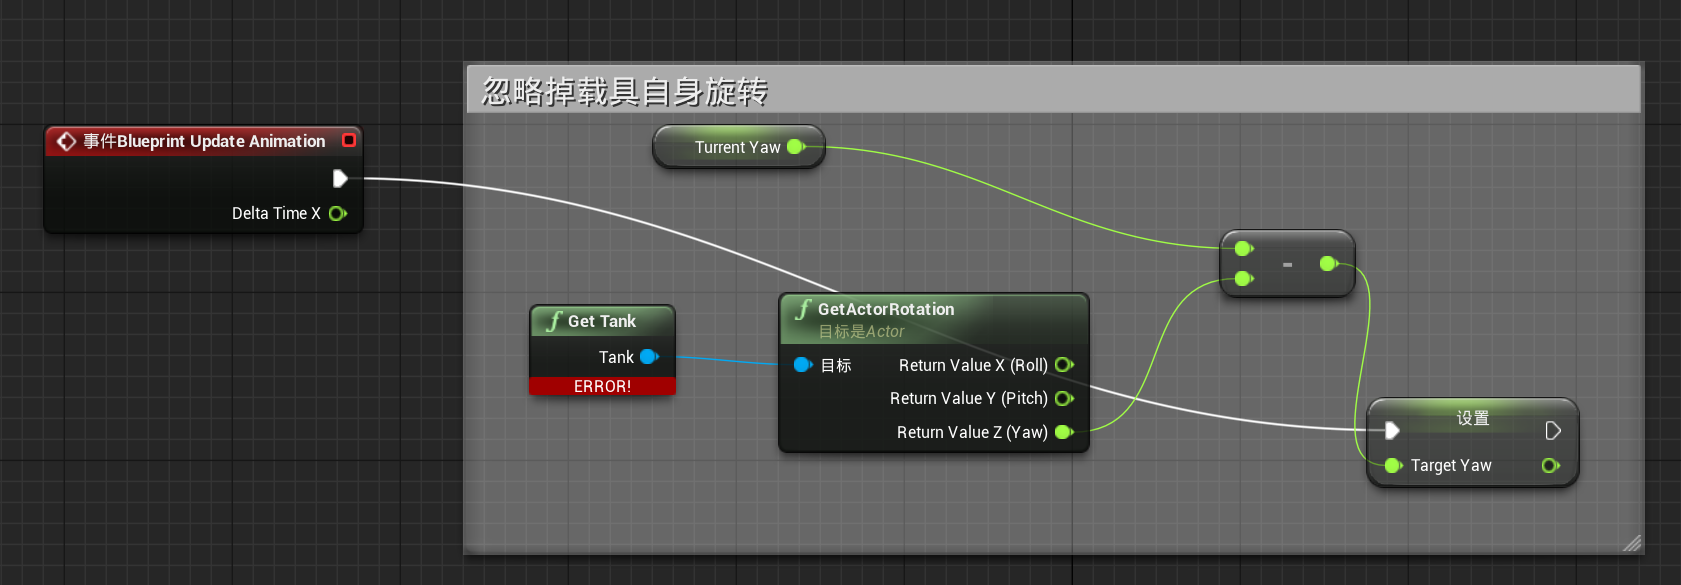 忽略掉载具自身旋转
事件Blueprint Update Animation
Delta Time X
Turrent Yaw
-
Get Tank
Tank
ERROR!
GetActorRotation
目标是Actor
目标
Return Value X (Roll)
Return Value Y (Pitch)
Return Value Z (Yaw)
设置
Target Yaw